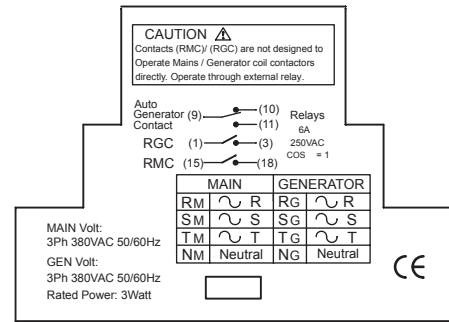 CAUTION
Contacts (RMC)/ (RGC) are not designed to
Operate Mains / Generator coil contactors
directly. Operate through external relay.
Auto
Generator (9) (10)
Contact (11)
RGC (1) (3)
RMC (15) (18)
Relays
6A
250VAC
COS = 1
MAIN GENERATOR
RM R RG R
SM S SG S
TM T TG T
NM Neutral NG Neutral
MAIN Volt:
3Ph 380VAC 50/60Hz
GEN Volt:
3Ph 380VAC 50/60Hz
Rated Power: 3Watt
CE